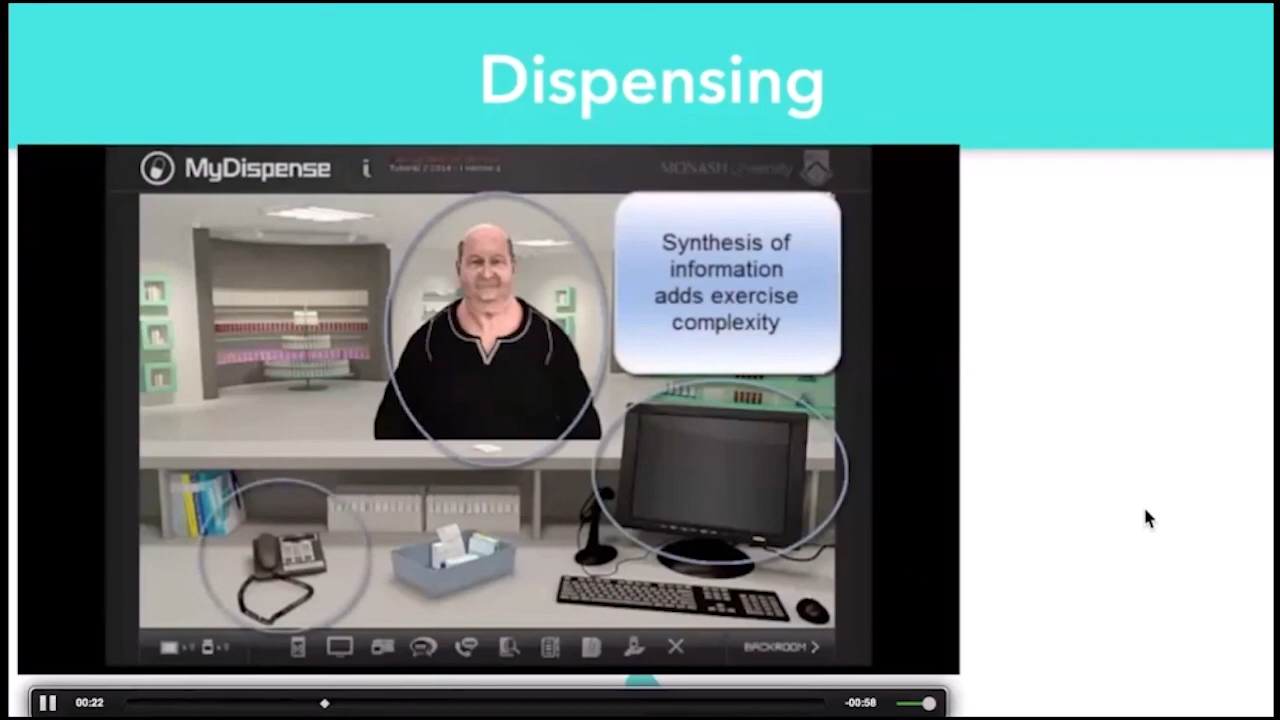 Dispensing
MyDispense
i
MONASH University
Synthesis of
information
adds exercise
complexity
BACKROOM
00:22
-00:58